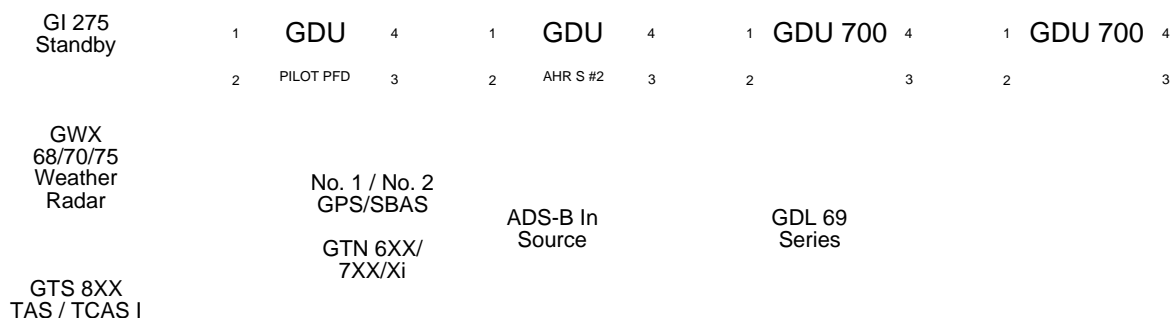 GI 275
Standby
1 GDU 4
2 PILOT PFD 3
1 GDU 4
2 AHR S #2 3
1 GDU 700 4
2 3
1 GDU 700 4
2 3
GWX
68/70/75
Weather
Radar
No. 1 / No. 2
GPS/SBAS
GTN 6XX/
7XX/Xi
ADS-B In
Source
GDL 69
Series
GTS 8XX
TAS / TCAS I